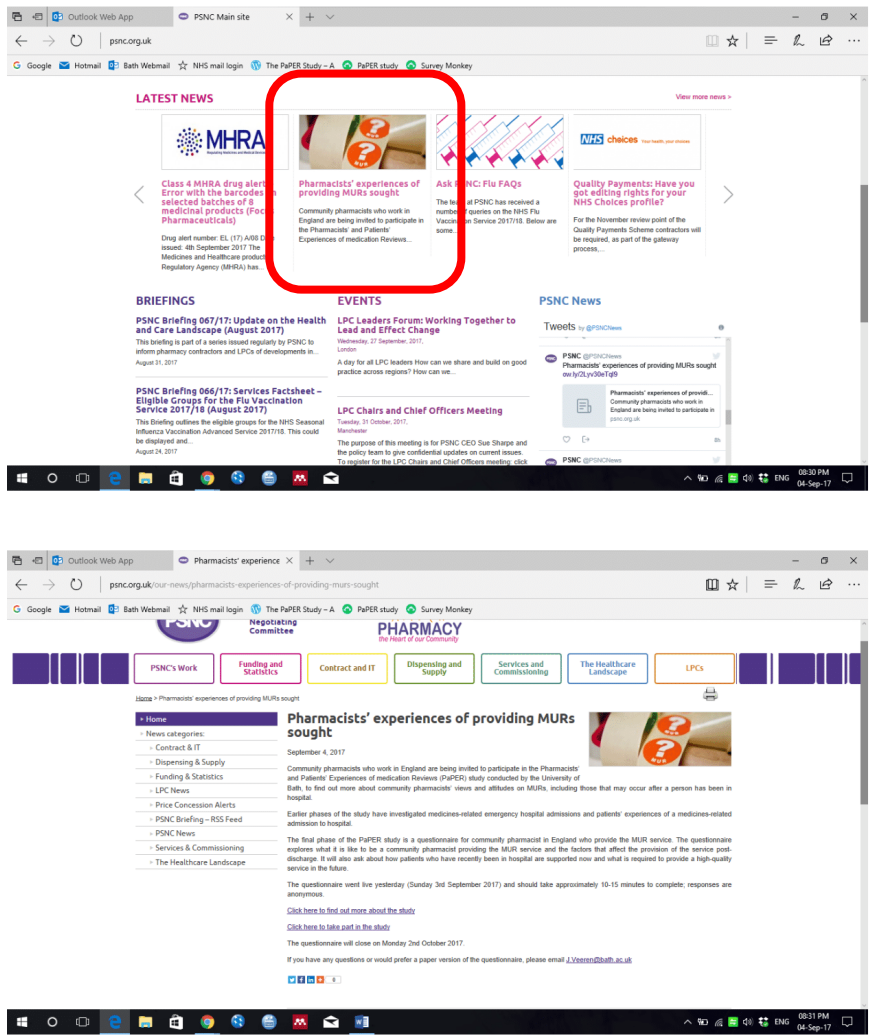 Outlook Web App
PSNC Main site
psnc.org.uk
Google Hotmail Bath Webmail NHS mail login The PaPER Study – A PaPER study Survey Monkey
LATEST NEWS
View more news >
MHRA
NHS choices Your health, your choices
Class 4 MHRA
drug alert
Error with the barcodes
selected batches of 8
medicinal products
Pharmaceuticals)
Drug alert number: EL (17) A/08
issued: 4th September 2017 The
Medicines and Healthcare
Regulatory Agency (MHRA) has...
Pharmacists' experiences of
providing MURs sought
Community pharmacists who work in
England are being invited to participate in
the Pharmacists' and Patients'
Experiences of medication Reviews...
Ask PSNC: Flu FAQs
The team at PSNC has received a
number of queries on the NHS Flu
Vaccination Service 2017/18. Below are
some...
Quality Payments: Have you
got editing rights for your
NHS Choices profile?
For the November review point of the
Quality Payments Scheme contractors will
be required, as part of the gateway
process,...
BRIEFINGS
PSNC Briefing 067/17: Update on the Health
and Care Landscape (August 2017)
This briefing is part of a series issued regularly by PSNC to
inform pharmacy contractors and LPCs of developments in...
August 31, 2017
PSNC Briefing 066/17: Services Factsheet –
Eligible Groups for the Flu Vaccination
Service 2017/18 (August 2017)
This Briefing outlines the eligible groups for the NHS Seasonal
Influenza Vaccination Advanced Service 2017/18. This could
be displayed and...
August 24, 2017
EVENTS
LPC Leaders Forum: Working Together to
Lead and Effect Change
Wednesday, 27 September, 2017,
London
A day for all LPC leaders How can we share and build on good
practice across regions? How can we...
LPC Chairs and Chief Officers Meeting
Tuesday, 31 October, 2017,
Manchester
The purpose of this meeting is for PSNC CEO Sue Sharpe and
the policy team to give confidential updates on current issues.
To register for the LPC Chairs and Chief Officers meeting: click
PSNC News
Tweets by @PSNCNews
PSNC @PSNCNews
Pharmacists' experiences of providing MURs sought
ow.ly/2Lyv30eTql9
Pharmacists' experiences of providi...
Community pharmacists who work in
England are being invited to participate in
psnc.org.uk
8h
PSNC @PSNCNews
ENG
08:30 PM
04-Sep-17
Outlook Web App
Pharmacists' experience
psnc.org.uk/our-news/pharmacists-experiences-of-providing-murs-sought
Google Hotmail Bath Webmail NHS mail login The PaPER Study – A PaPER study Survey Monkey
PSNC
Negotiating
Committee
PHARMACY
the Heart of our Community
PSNC's Work
Funding and
Statistics
Contract and IT
Dispensing and
Supply
Services and
Commissioning
The Healthcare
Landscape
LPCs
Home > Pharmacists' experiences of providing MURs sought
Home
News categories:
Contract & IT
Dispensing & Supply
Funding & Statistics
LPC News
Price Concession Alerts
PSNC Briefing – RSS Feed
PSNC News
Services & Commissioning
The Healthcare Landscape
Pharmacists' experiences of providing MURs
sought
September 4, 2017
MUR
Community pharmacists who work in England are being invited to participate in the Pharmacists'
and Patients' Experiences of medication Reviews (PaPER) study conducted by the University of
Bath, to find out more about community pharmacists' views and attitudes on MURs, including those that may occur after a person has been in
hospital.
Earlier phases of the study have investigated medicines-related emergency hospital admissions and patients' experiences of a medicines-related
admission to hospital.
The final phase of the PaPER study is a questionnaire for community pharmacist in England who provide the MUR service. The questionnaire
explores what it is like to be a community pharmacist providing the MUR service and the factors that affect the provision of the service post-
discharge. It will also ask about how patients who have recently been in hospital are supported now and what is required to provide a high-quality
service in the future.
The questionnaire went live yesterday (Sunday 3rd September 2017) and should take approximately 10-15 minutes to complete; responses are
anonymous.
Click here to find out more about the study
Click here to take part in the study
The questionnaire will close on Monday 2nd October 2017.
If you have any questions or would prefer a paper version of the questionnaire, please email J.Veeren@bath.ac.uk
ENG
08:31 PM
04-Sep-17